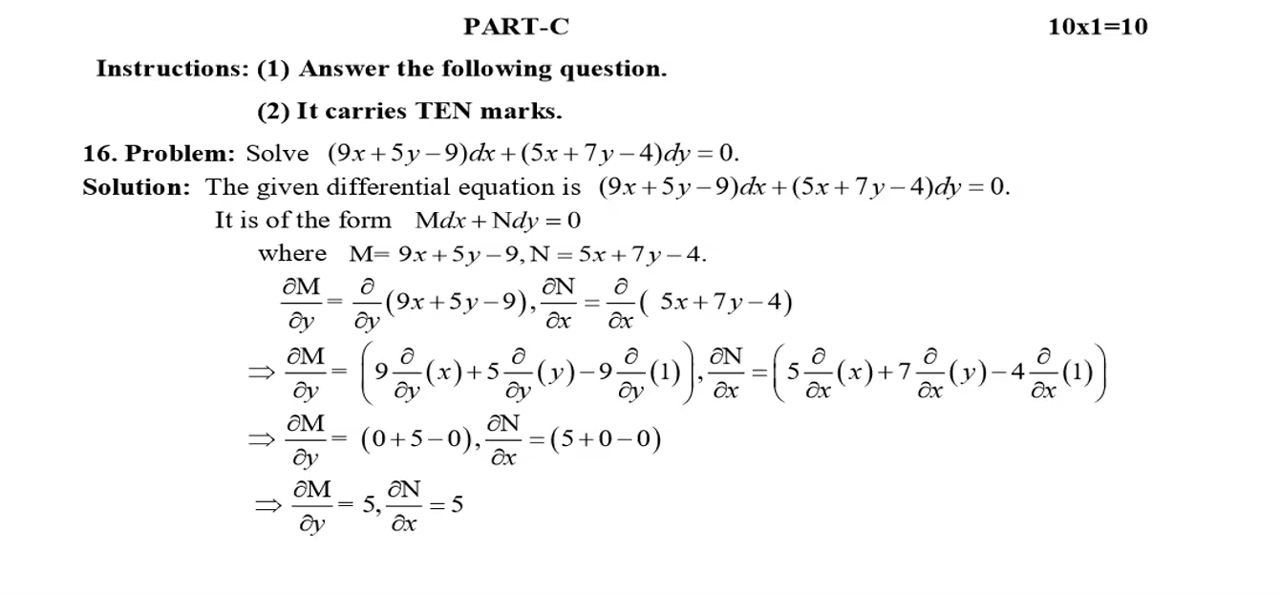 PART-C 10x1=10
Instructions: (1) Answer the following question.
(2) It carries TEN marks.
16. Problem: Solve (9x+5y−9)dx+(5x+7y−4)dy=0.
Solution: The given differential equation is (9x+5y−9)dx+(5x+7y−4)dy=0.
It is of the form Mdx+Ndy=0
where M= 9x+5y−9, N=5x+7y−4.
∂M/∂y = ∂/∂y (9x+5y−9), ∂N/∂x = ∂/∂x ( 5x+7y−4)
⇒ ∂M/∂y = (9 ∂/∂y (x)+5 ∂/∂y (y)−9 ∂/∂y (1)), ∂N/∂x = (5 ∂/∂x (x)+7 ∂/∂x (y)−4 ∂/∂x (1))
⇒ ∂M/∂y = (0+5−0), ∂N/∂x =(5+0−0)
⇒ ∂M/∂y = 5, ∂N/∂x = 5